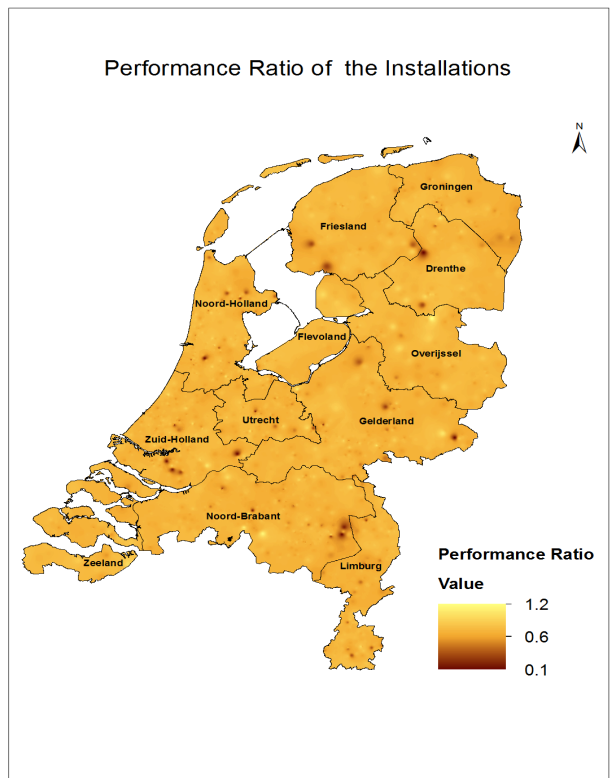 Performance Ratio of the Installations
N
Groningen
Friesland
Drenthe
Noord-Holland
Flevoland
Overijssel
Utrecht
Gelderland
Zuid-Holland
Noord-Brabant
Zeeland
Limburg
Performance Ratio
Value
1.2
0.6
0.1